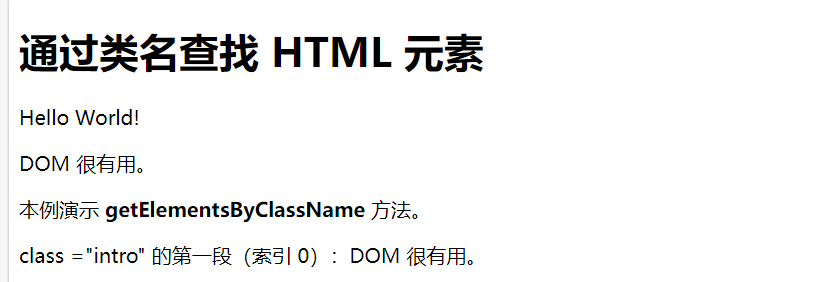 通过类名查找 HTML 元素
Hello World!
DOM 很有用。
本例演示 getElementsByClassName 方法。
class ="intro" 的第一段（索引 0）：DOM 很有用。